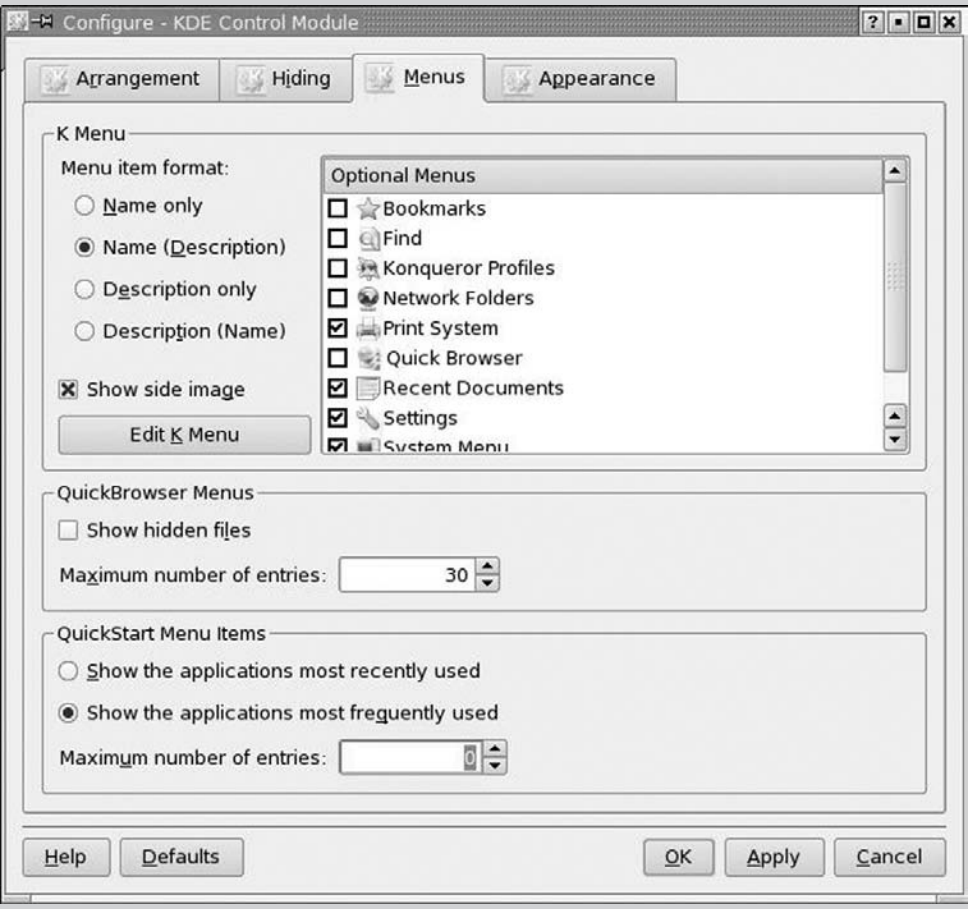 Configure - KDE Control Module
Arrangement
Hiding
Menus
Appearance
K Menu
Menu item format:
Name only
Name (Description)
Description only
Description (Name)
Show side image
Edit K Menu
Optional Menus
Bookmarks
Find
Konqueror Profiles
Network Folders
Print System
Quick Browser
Recent Documents
Settings
System Menu
QuickBrowser Menus
Show hidden files
Maximum number of entries: 30
QuickStart Menu Items
Show the applications most recently used
Show the applications most frequently used
Maximum number of entries: 0
Help Defaults OK Apply Cancel